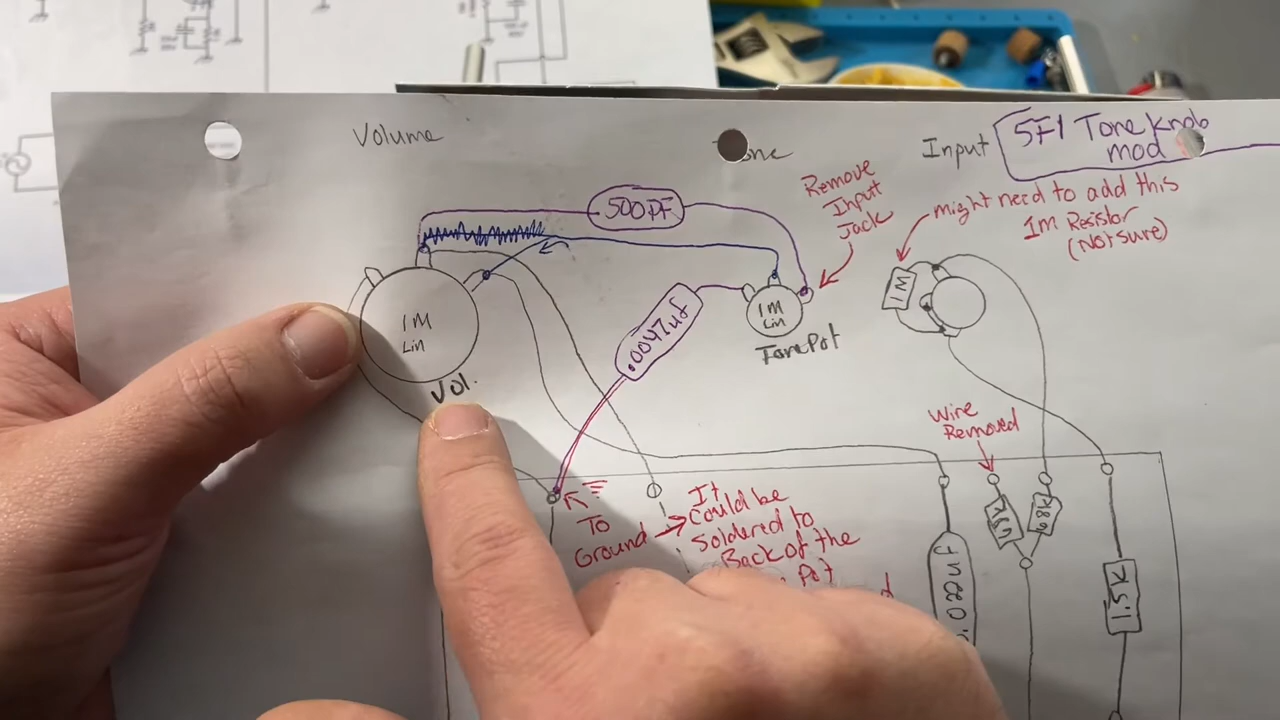 Volume
Input
5F1 Tone knob
mod
500PF
Remove
Input
Jack
might need to add this
1m Resistor
(Not sure)
1M
Lin
Vol.
.0047uf
1M
Lin
Tone Pot
1M
Wire
Removed
To
Ground
It
Could be
Soldered to
Back of the
Pot
68K
1.5K